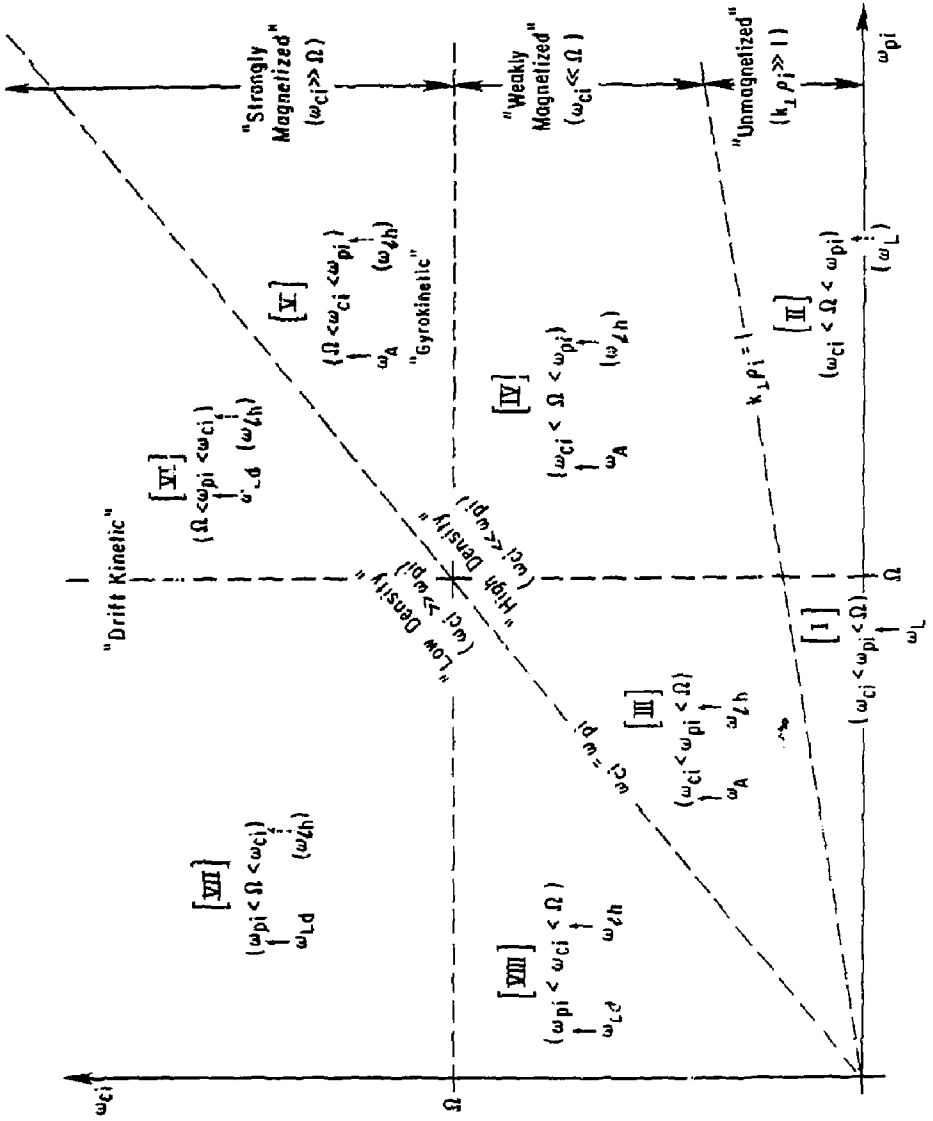 ω_ci
"Drift Kinetic"
"Strongly
Magnetized"
(ω_ci ≫ Ω)
[VII]
(ω_pi < Ω < ω_ci)
↑ ↑
ω_Ld (ω_ℓh)
[VI]
(Ω < ω_pi < ω_ci)
↑ ↑
ω_Ld (ω_ℓh)
[V]
(Ω < ω_ci < ω_pi)
↑ ↑
ω_A (ω_ℓh)
"Gyrokinetic"
"Low Density"
(ω_ci ≫ ω_pi)
"High Density"
(ω_ci ≪ ω_pi)
Ω
"Weakly
Magnetized"
(ω_ci ≪ Ω)
[VIII]
(ω_pi < ω_ci < Ω)
↑ ↑
ω_Ld ω_ℓh
[IV]
(ω_ci < Ω < ω_pi)
↑ ↑
ω_A (ω_ℓh)
ω_ci = ω_pi
[III]
(ω_ci < ω_pi < Ω)
↑ ↑
ω_A ω_ℓh
k_⊥ρ_i = 1
"Unmagnetized"
(k_⊥ρ_i ≫ 1)
[I]
(ω_ci < ω_pi < Ω)
↑
ω_L
[II]
(ω_ci < Ω < ω_pi)
↑
(ω_L)
Ω
ω_pi